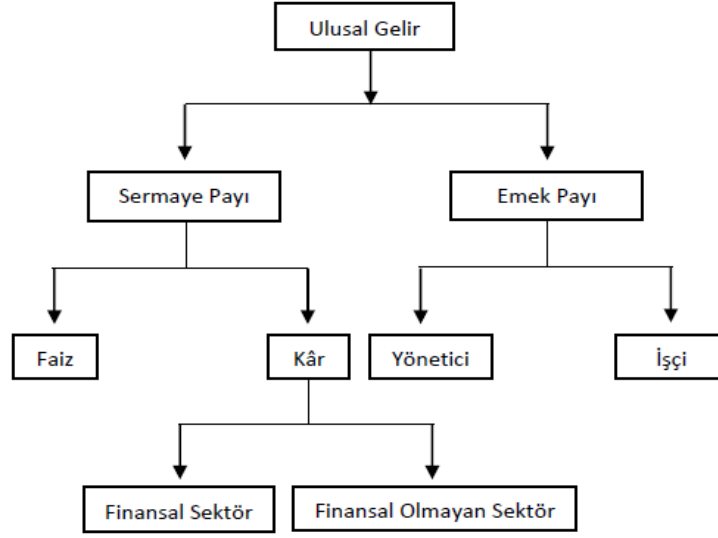 Ulusal Gelir
Sermaye Payı
Emek Payı
Faiz
Kâr
Yönetici
İşçi
Finansal Sektör
Finansal Olmayan Sektör